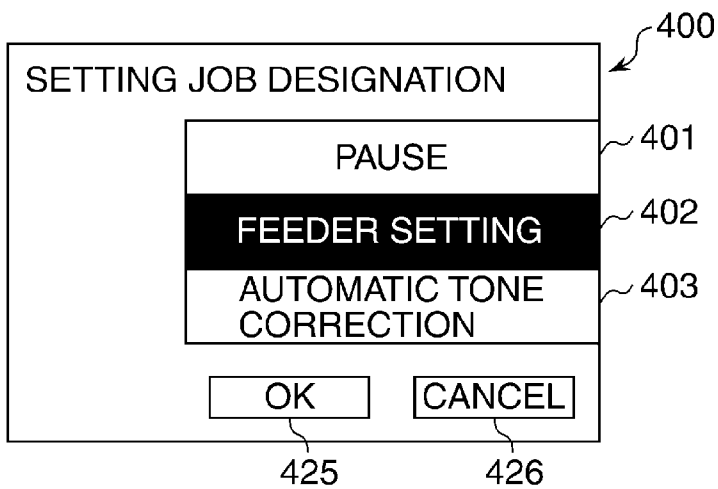 400
SETTING JOB DESIGNATION
PAUSE
401
FEEDER SETTING
402
AUTOMATIC TONE
CORRECTION
403
OK
CANCEL
425
426